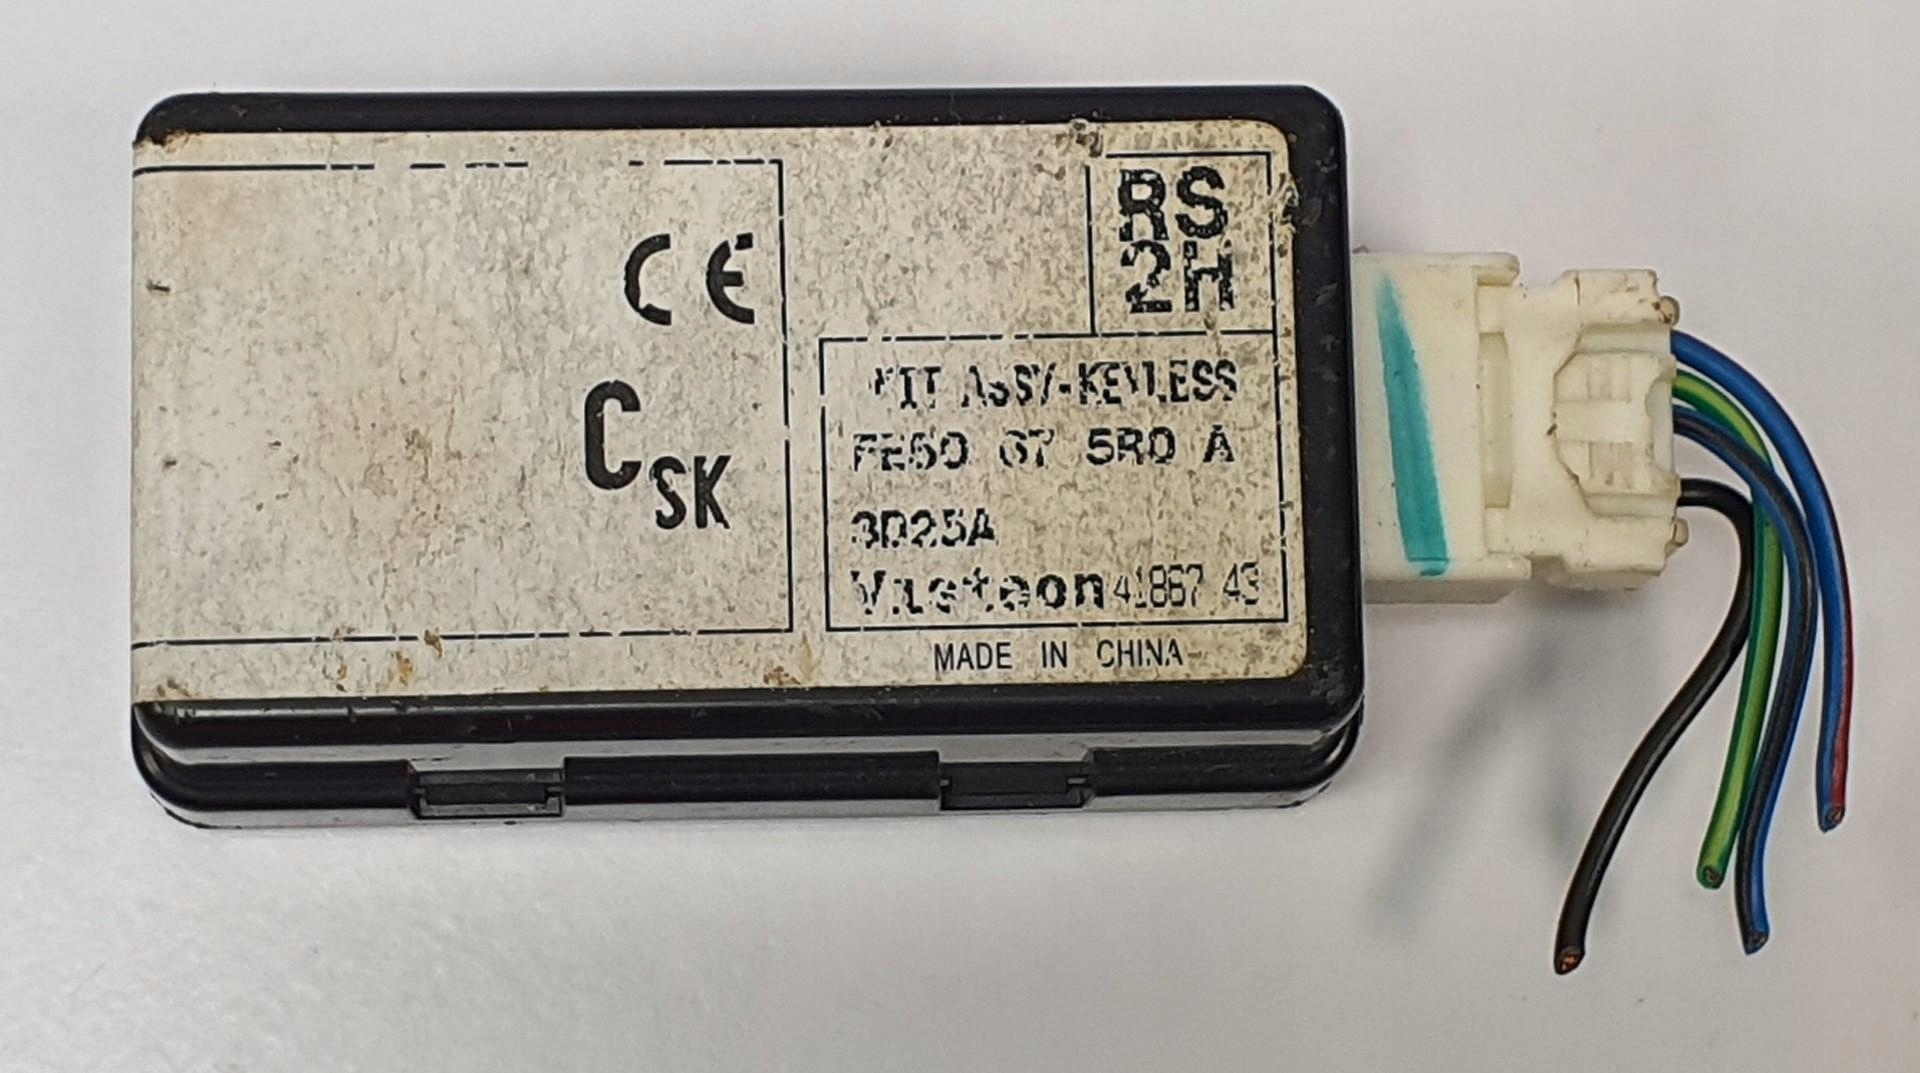 CE
CSK
RS
2H
KIT ASSY-KEYLESS
FE50 67 5R0 A
3D25A
Visteon 41867 43
MADE IN CHINA